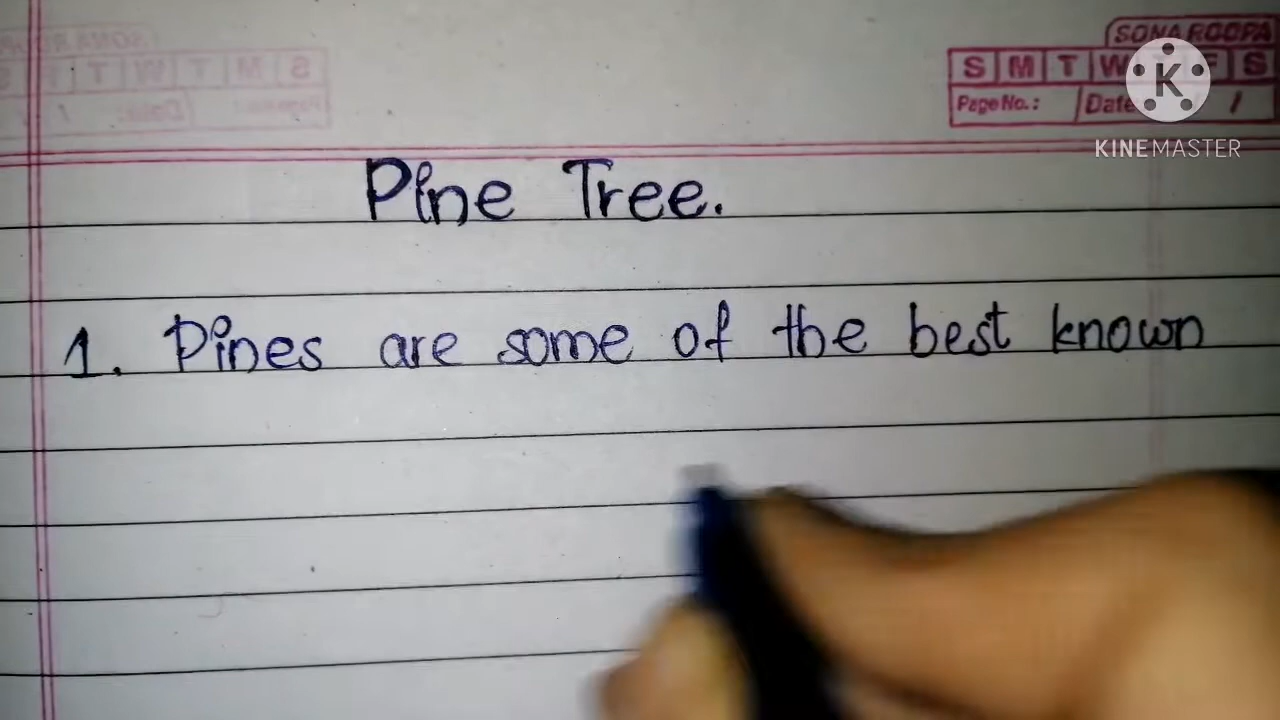 SONA ROOPA
S M T W T F S
Page No.: Date / /
K
KINEMASTER
Pine Tree.
1. Pines are some of the best known